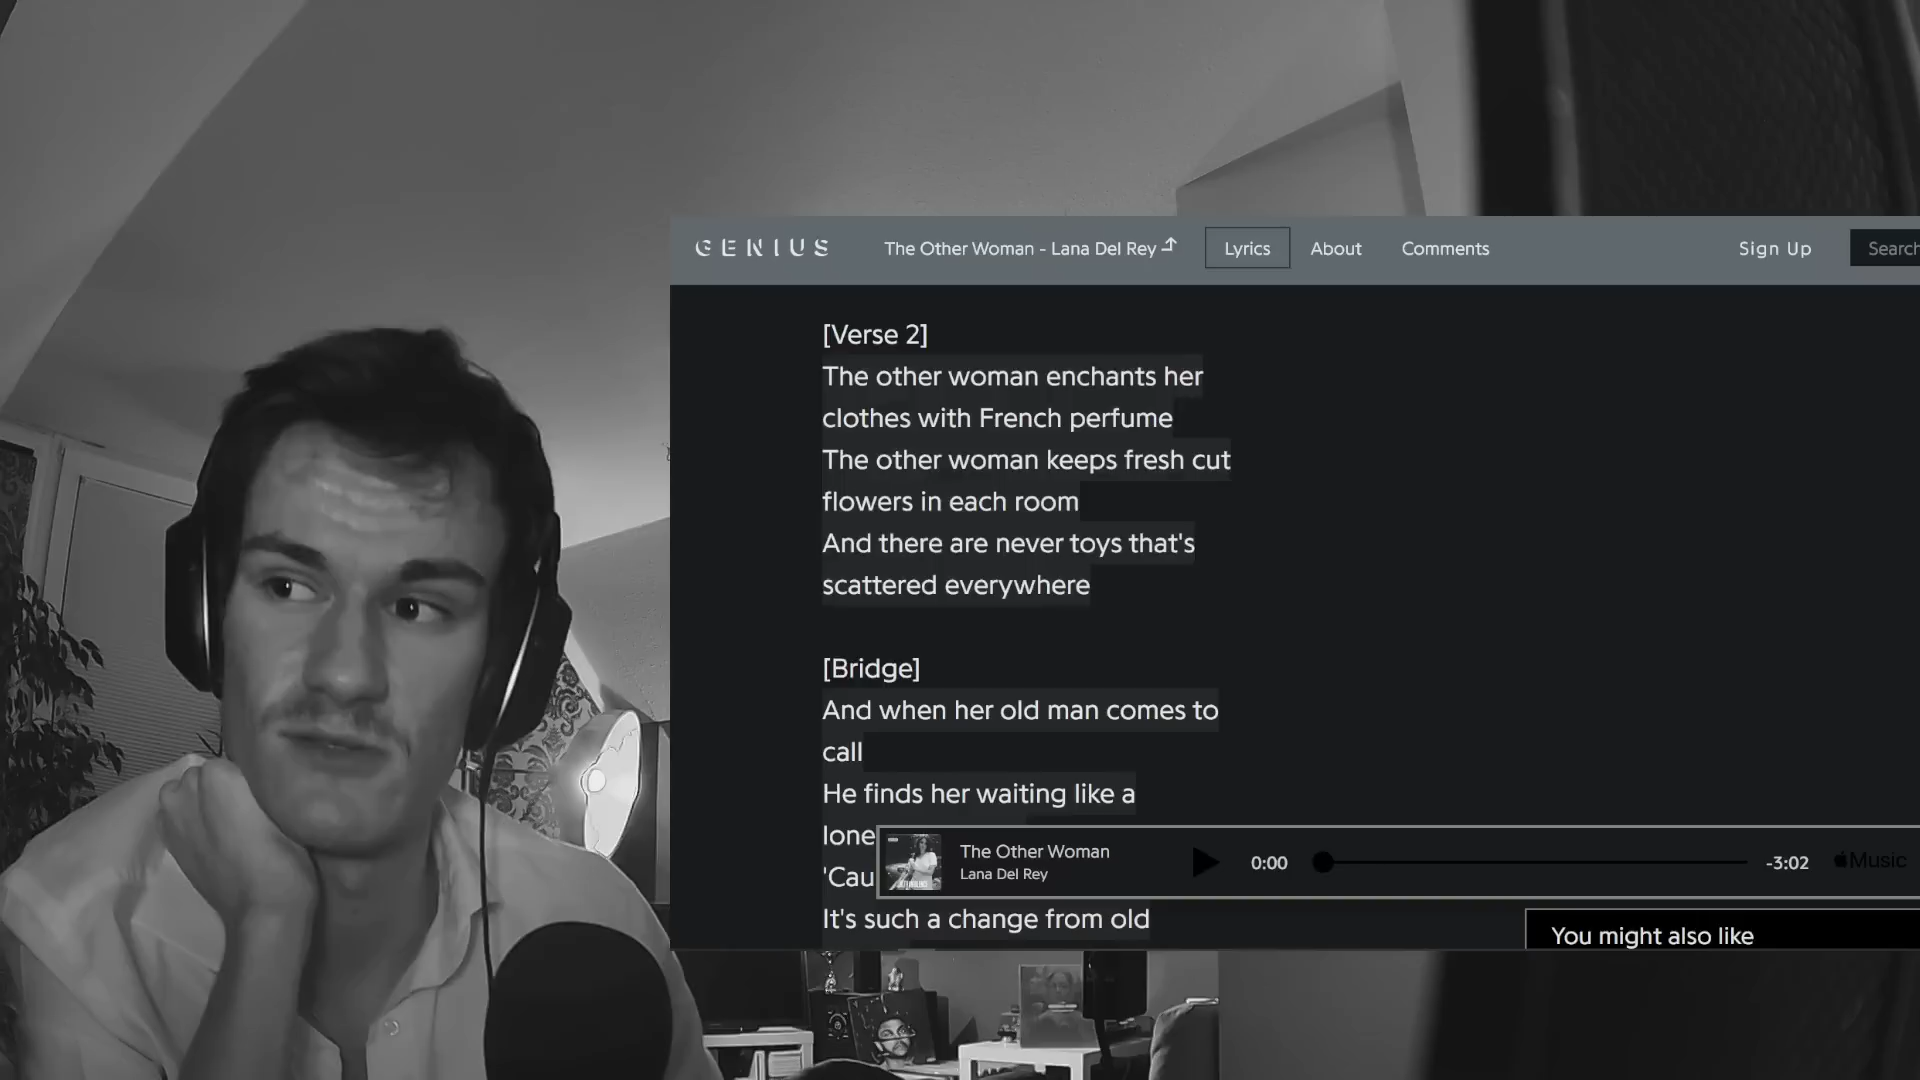 GENIUS
The Other Woman - Lana Del Rey
Lyrics
About
Comments
Sign Up
Search
[Verse 2]
The other woman enchants her
clothes with French perfume
The other woman keeps fresh cut
flowers in each room
And there are never toys that's
scattered everywhere
[Bridge]
And when her old man comes to
call
He finds her waiting like a
lone
'Cau
It's such a change from old
The Other Woman
Lana Del Rey
0:00
-3:02
Music
You might also like